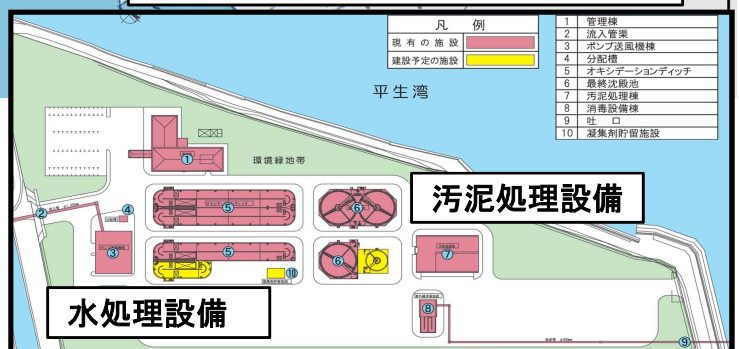 凡例
現有の施設
建設予定の施設
1 管理棟
2 流入管渠
3 ポンプ送風機棟
4 分配槽
5 オキシデーションディッチ
6 最終沈殿池
7 汚泥処理棟
8 消毒設備棟
9 吐口
10 凝集剤貯留施設
平生湾
環境緑地帯
①
汚泥処理設備
④
②
⑤
⑥
③
⑤
⑩
⑥
⑦
水処理設備
⑧
⑨